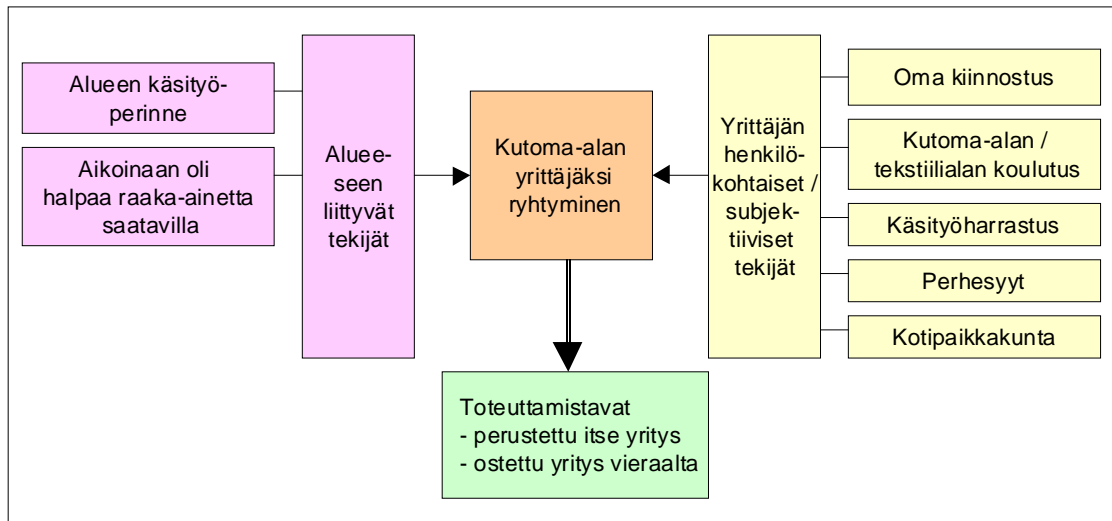 Alueen käsityö-
perinne
Aikoinaan oli
halpaa raaka-ainetta
saatavilla
Aluee-
seen
liittyvät
tekijät
Kutoma-alan
yrittäjäksi
ryhtyminen
Yrittäjän
henkilö-
kohtaiset /
subjek-
tiiviset
tekijät
Oma kiinnostus
Kutoma-alan /
tekstiilialan koulutus
Käsityöharrastus
Perhesyyt
Kotipaikkakunta
Toteuttamistavat
- perustettu itse yritys
- ostettu yritys vieraalta